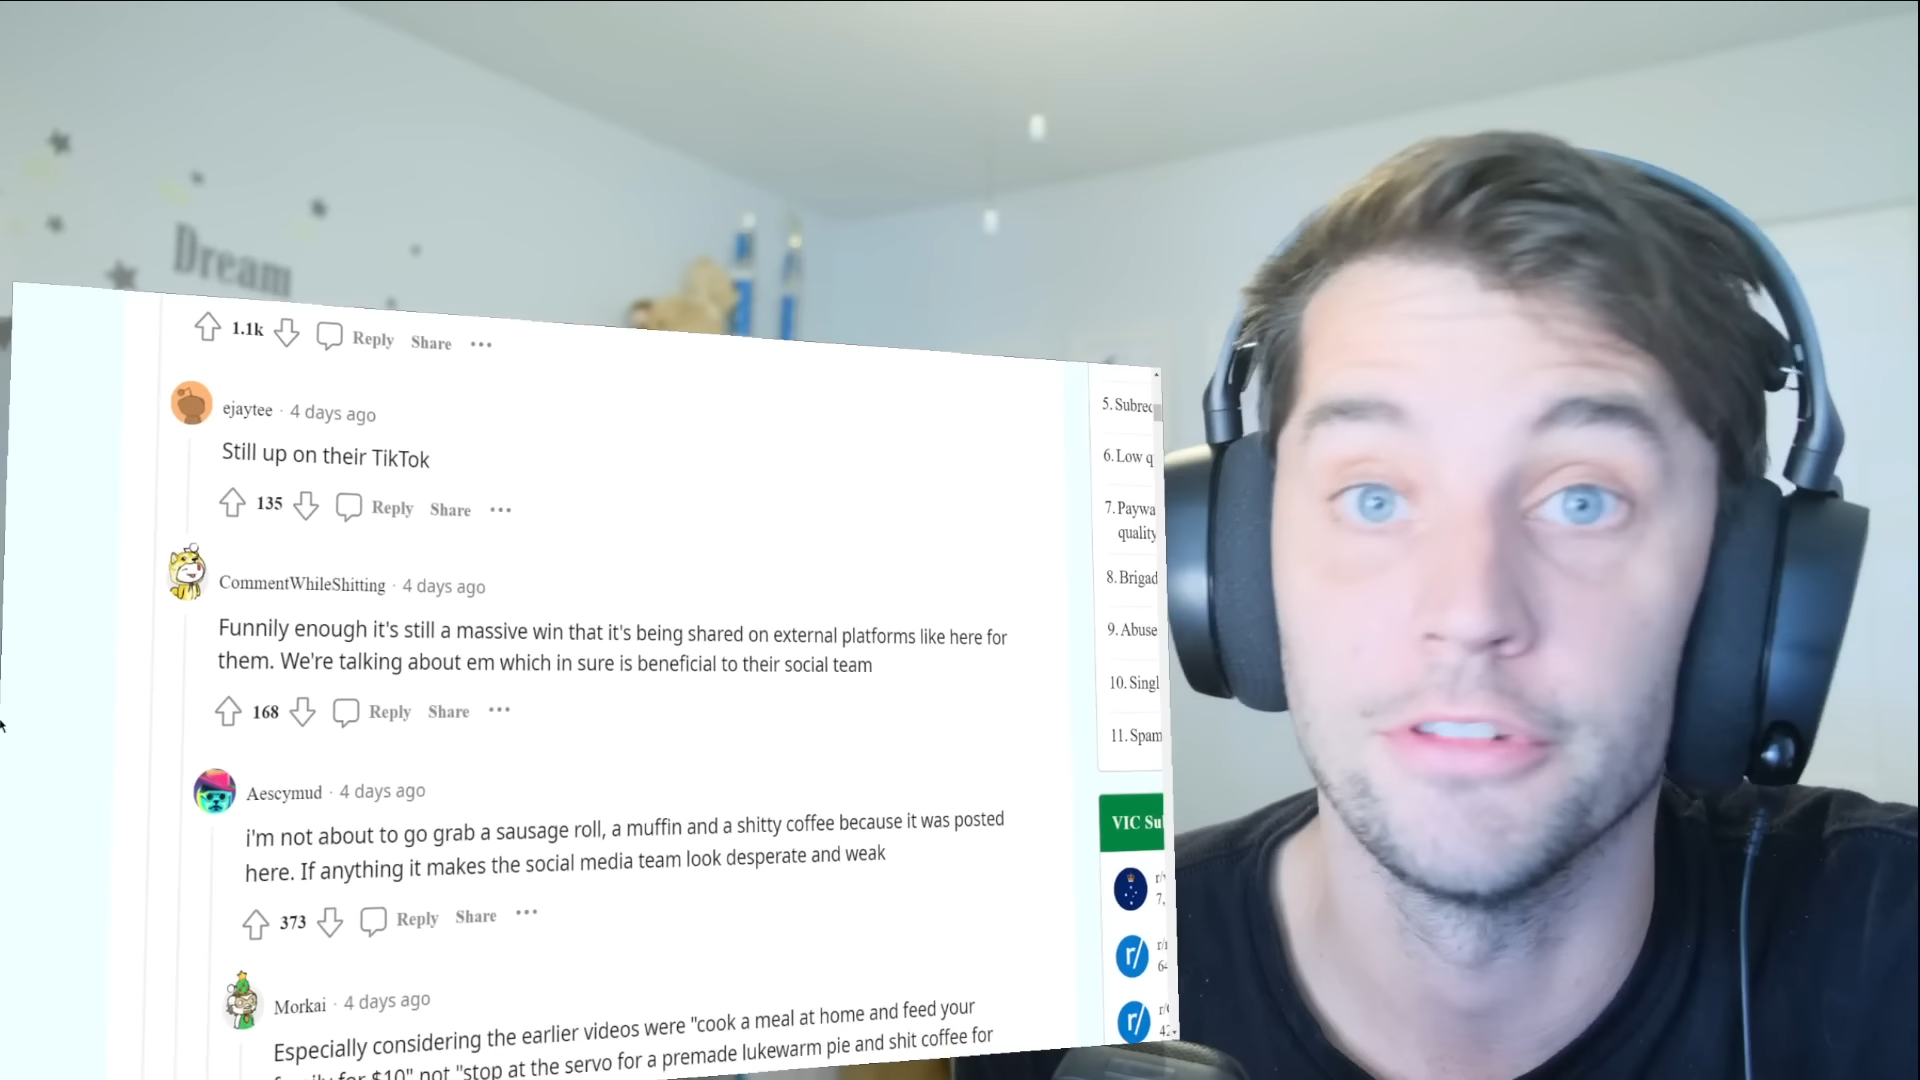 Dream
1.1k Reply Share ...
ejaytee · 4 days ago
Still up on their TikTok
135 Reply Share ...
CommentWhileShitting · 4 days ago
Funnily enough it's still a massive win that it's being shared on external platforms like here for
them. We're talking about em which in sure is beneficial to their social team
168 Reply Share ...
Aescymud · 4 days ago
i'm not about to go grab a sausage roll, a muffin and a shitty coffee because it was posted
here. If anything it makes the social media team look desperate and weak
373 Reply Share ...
Morkai · 4 days ago
Especially considering the earlier videos were "cook a meal at home and feed your
for $10" not "stop at the servo for a premade lukewarm pie and shit coffee for
5. Subrec
6. Low q
7. Paywa
quality
8. Brigad
9. Abuse
10. Singl
11. Spam
VIC Su
r/
7,
r/
r/
r/
42